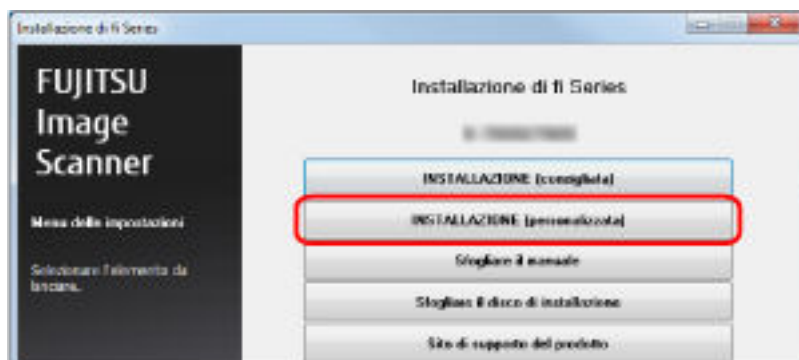 Installazione di fi Series
FUJITSU
Image
Scanner
Menu delle impostazioni
Selezionare l'elemento da
lanciare.
Installazione di fi Series
INSTALLAZIONE (consigliata)
INSTALLAZIONE (personalizzata)
Sfogliare il manuale
Sfogliare il disco di installazione
Sito di supporto del prodotto